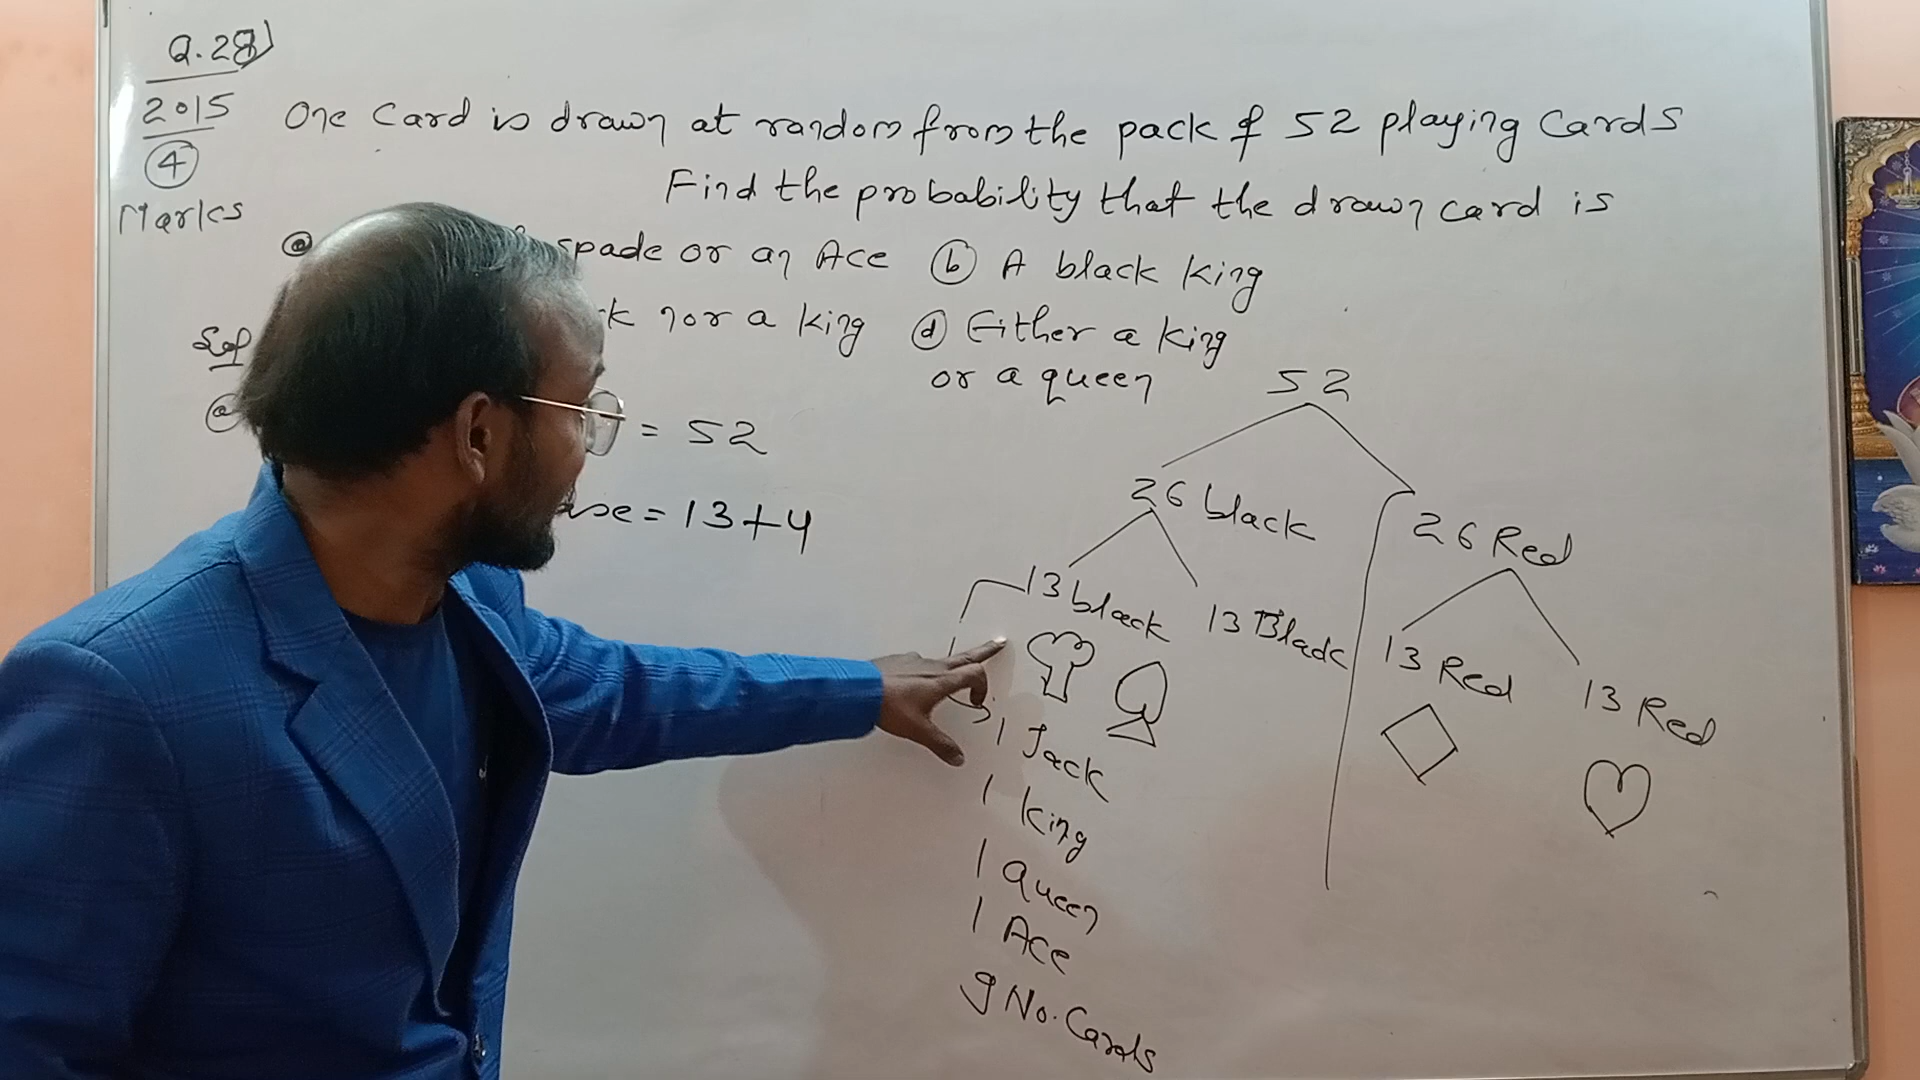 Q.28)
2015
4
Marks
One Card is drawn at random from the pack of 52 playing Cards
Find the probability that the drawn card is
a spade or an Ace b A black king
nor a king d Either a king
or a queen
Sol
a = 52
= 13+4
52
26 black
26 Red
13 black
13 Black
13 Red
13 Red
1 Jack
1 king
1 Queen
1 Ace
9 No. Cards